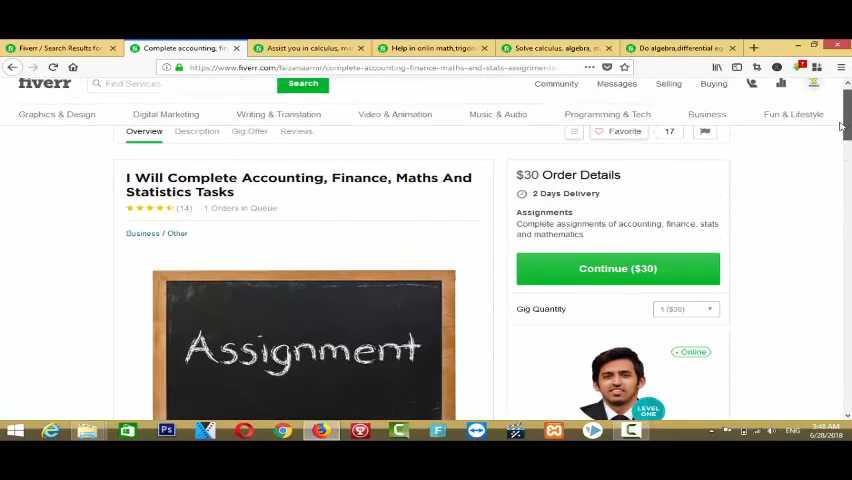 Fiverr / Search Results for
Complete accounting, fin
Assist you in calculus, mat
Help in onlin math,trigon
Solve calculus, algebra, st
Do algebra,differential eq
https://www.fiverr.com/faizanaamir/complete-accounting-finance-maths-and-stats-assignments
fiverr
Find Services
Search
Community
Messages
Selling
Buying
Graphics & Design
Digital Marketing
Writing & Translation
Video & Animation
Music & Audio
Programming & Tech
Business
Fun & Lifestyle
Overview
Description
Gig Offer
Reviews
Favorite
17
I Will Complete Accounting, Finance, Maths And
Statistics Tasks
(14)
1 Orders in Queue
Business / Other
Assignment
$30 Order Details
2 Days Delivery
Assignments
Complete assignments of accounting, finance, stats
and mathematics
Continue ($30)
Gig Quantity
1 ($30)
Online
LEVEL
ONE
ENG
3:48 AM
6/28/2018